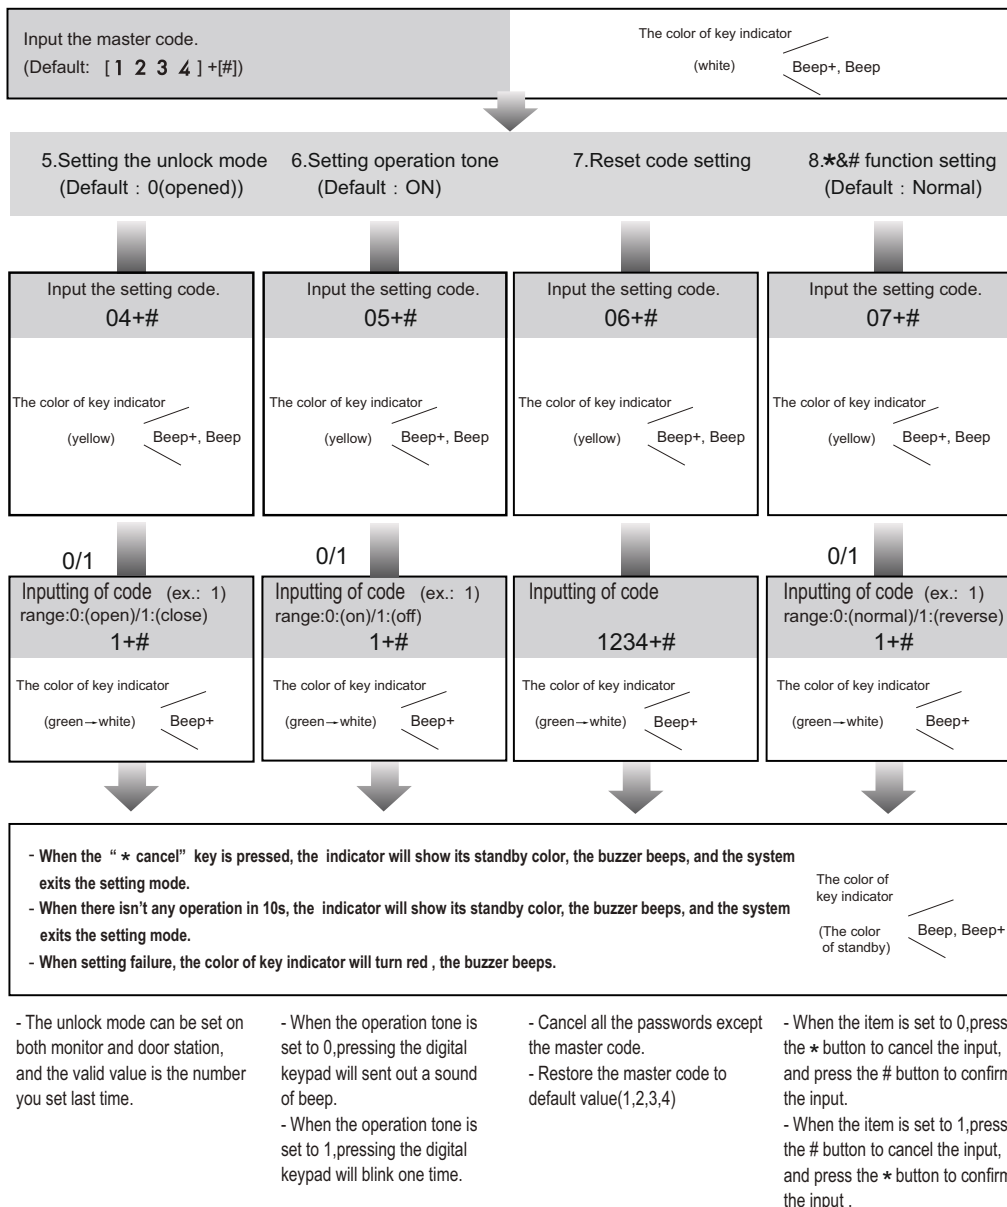 Input the master code.
(Default: [ 1 2 3 4 ] +[#])
The color of key indicator
(white)
Beep+, Beep
5.Setting the unlock mode
(Default : 0(opened))
6.Setting operation tone
(Default : ON)
7.Reset code setting
8.*&# function setting
(Default : Normal)
Input the setting code.
04+#
The color of key indicator
(yellow)
Beep+, Beep
Input the setting code.
05+#
The color of key indicator
(yellow)
Beep+, Beep
Input the setting code.
06+#
The color of key indicator
(yellow)
Beep+, Beep
Input the setting code.
07+#
The color of key indicator
(yellow)
Beep+, Beep
0/1
Inputting of code (ex.: 1)
range:0:(open)/1:(close)
1+#
The color of key indicator
(green→white)
Beep+
0/1
Inputting of code (ex.: 1)
range:0:(on)/1:(off)
1+#
The color of key indicator
(green→white)
Beep+
Inputting of code
1234+#
The color of key indicator
(green→white)
Beep+
0/1
Inputting of code (ex.: 1)
range:0:(normal)/1:(reverse)
1+#
The color of key indicator
(green→white)
Beep+
- When the “ * cancel” key is pressed, the indicator will show its standby color, the buzzer beeps, and the system
exits the setting mode.
- When there isn't any operation in 10s, the indicator will show its standby color, the buzzer beeps, and the system
exits the setting mode.
- When setting failure, the color of key indicator will turn red , the buzzer beeps.
The color of
key indicator
(The color
of standby)
Beep, Beep+
- The unlock mode can be set on
both monitor and door station,
and the valid value is the number
you set last time.
- When the operation tone is
set to 0,pressing the digital
keypad will sent out a sound
of beep.
- When the operation tone is
set to 1,pressing the digital
keypad will blink one time.
- Cancel all the passwords except
the master code.
- Restore the master code to
default value(1,2,3,4)
- When the item is set to 0,press
the * button to cancel the input,
and press the # button to confirm
the input.
- When the item is set to 1,press
the # button to cancel the input,
and press the * button to confirm
the input .